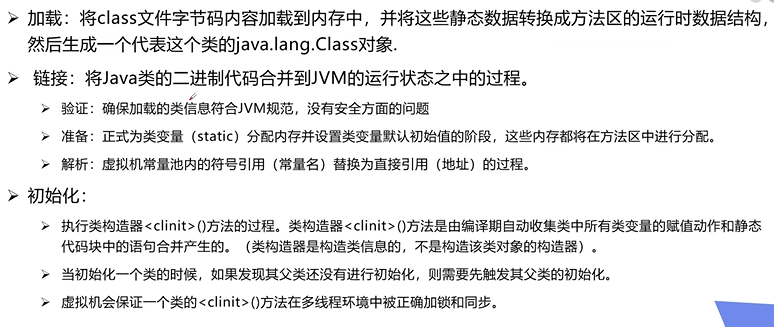 加载：将class文件字节码内容加载到内存中，并将这些静态数据转换成方法区的运行时数据结构，
然后生成一个代表这个类的java.lang.Class对象.
链接：将Java类的二进制代码合并到JVM的运行状态之中的过程。
验证：确保加载的类信息符合JVM规范，没有安全方面的问题
准备：正式为类变量（static）分配内存并设置类变量默认初始值的阶段，这些内存都将在方法区中进行分配。
解析：虚拟机常量池内的符号引用（常量名）替换为直接引用（地址）的过程。
初始化：
执行类构造器<clinit>()方法的过程。类构造器<clinit>()方法是由编译期自动收集类中所有类变量的赋值动作和静态
代码块中的语句合并产生的。（类构造器是构造类信息的，不是构造该类对象的构造器）。
当初始化一个类的时候，如果发现其父类还没有进行初始化，则需要先触发其父类的初始化。
虚拟机会保证一个类的<clinit>()方法在多线程环境中被正确加锁和同步。